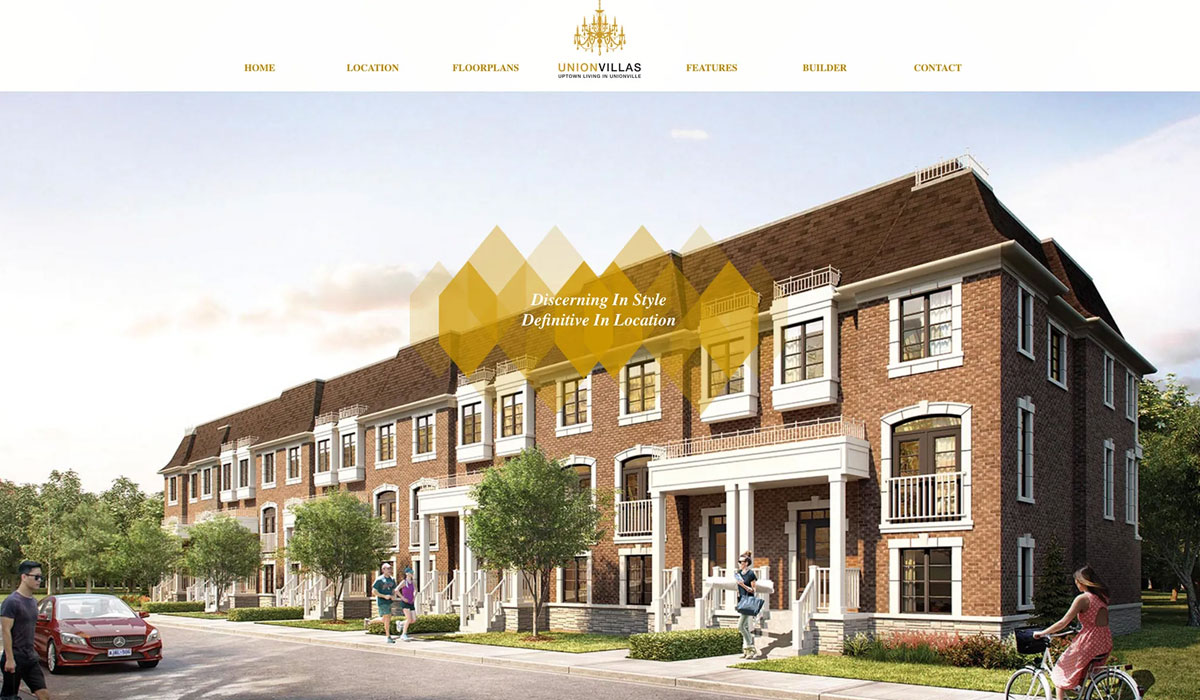 HOME
LOCATION
FLOORPLANS
UNIONVILLAS
UPTOWN LIVING IN UNIONVILLE
FEATURES
BUILDER
CONTACT
Discerning In Style
Definitive In Location